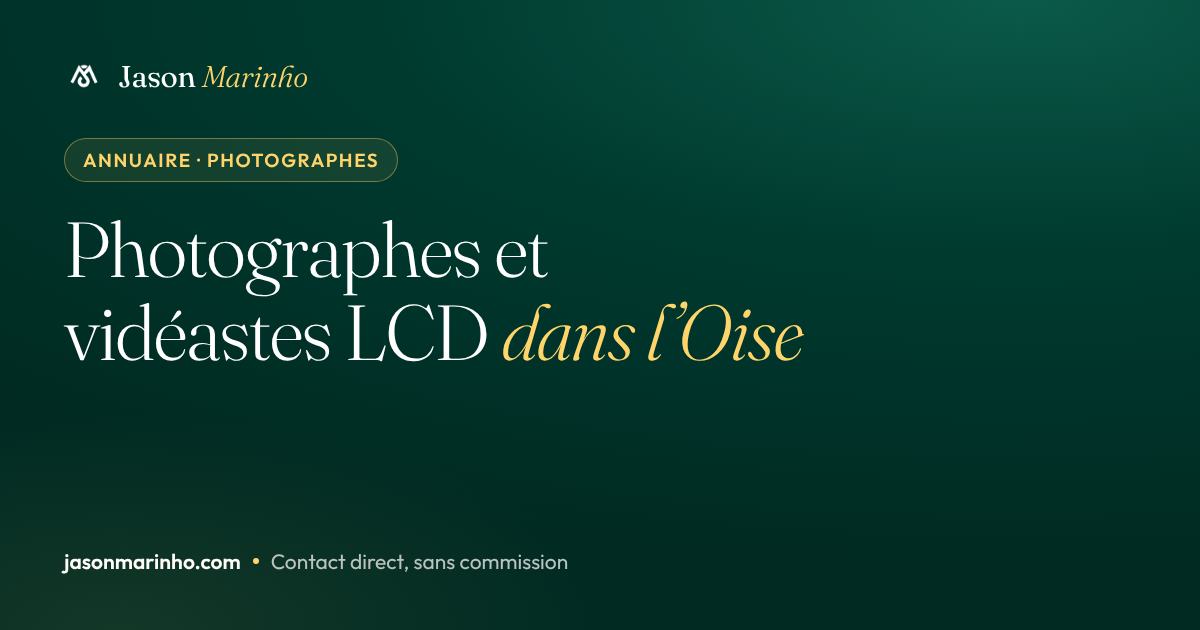 Jason Marinho
ANNUAIRE · PHOTOGRAPHES
Photographes et
vidéastes LCD dans l’Oise
jasonmarinho.com • Contact direct, sans commission